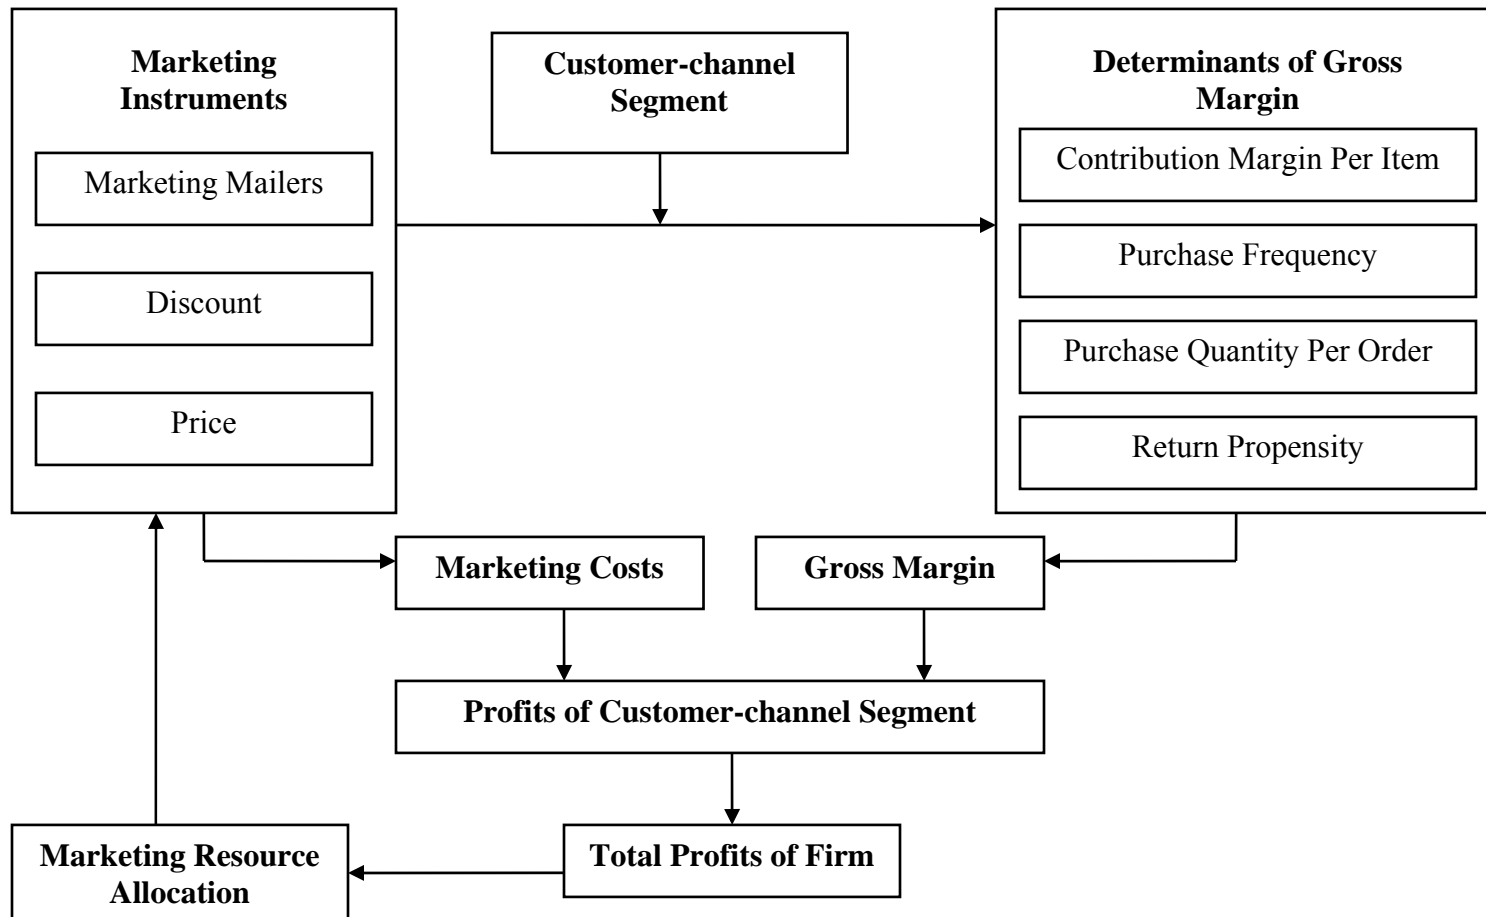 Marketing
Instruments
Marketing Mailers
Discount
Price
Customer-channel
Segment
Determinants of Gross
Margin
Contribution Margin Per Item
Purchase Frequency
Purchase Quantity Per Order
Return Propensity
Marketing Costs
Gross Margin
Profits of Customer-channel Segment
Total Profits of Firm
Marketing Resource
Allocation